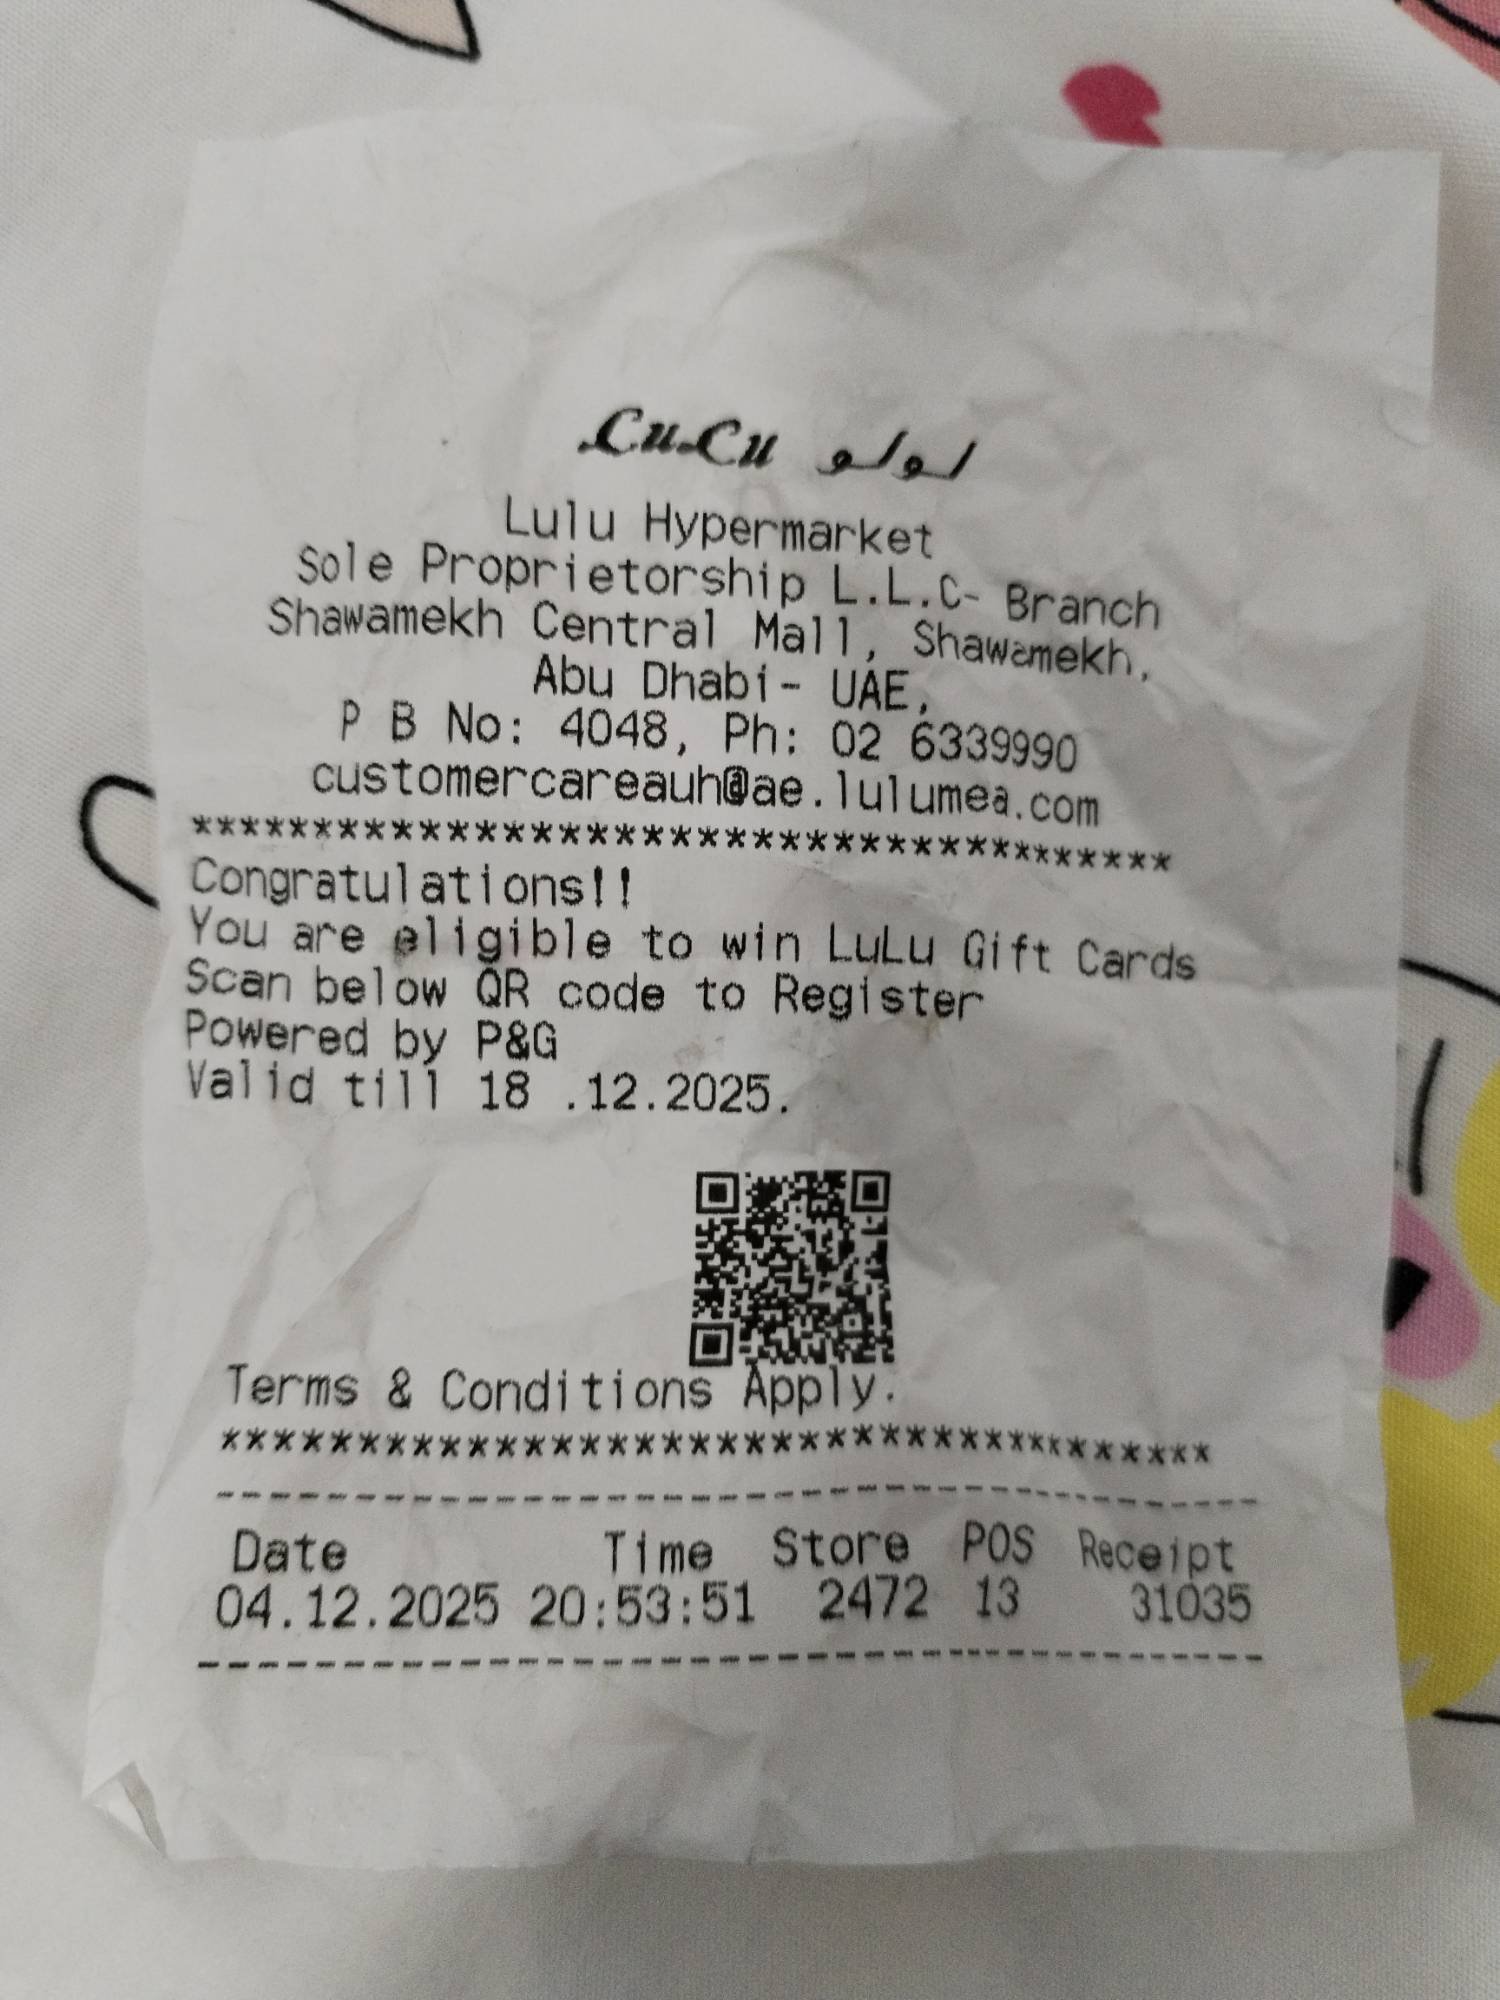 LuLu لولو
Lulu Hypermarket
Sole Proprietorship L.L.C- Branch
Shawamekh Central Mall, Shawamekh,
Abu Dhabi- UAE,
P B No: 4048, Ph: 02 6339990
customercareauh@ae.lulumea.com
****************************************
Congratulations!!
You are eligible to win LuLu Gift Cards
Scan below QR code to Register
Powered by P&G
Valid till 18 .12.2025.
Terms & Conditions Apply.
****************************************
----------------------------------------
Date Time Store POS Receipt
04.12.2025 20:53:51 2472 13 31035
----------------------------------------